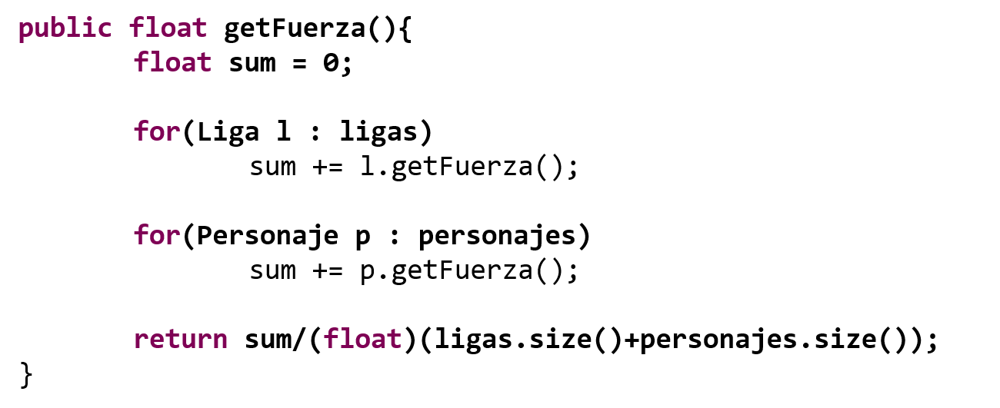 public float getFuerza(){
float sum = 0;
for(Liga l : ligas)
sum += l.getFuerza();
for(Personaje p : personajes)
sum += p.getFuerza();
return sum/(float)(ligas.size()+personajes.size());
}